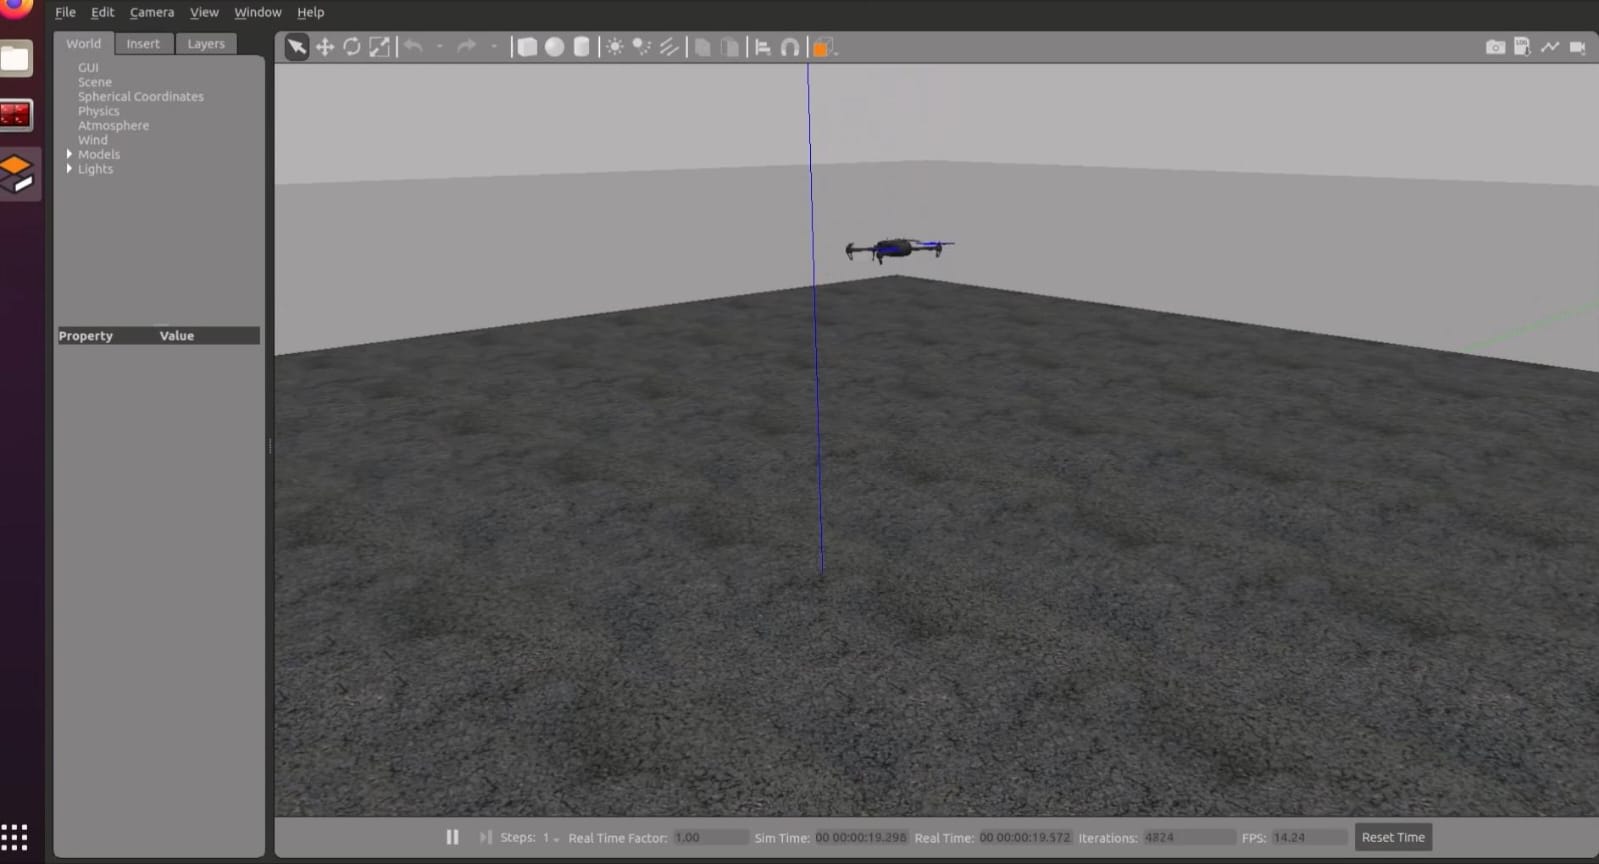 File Edit Camera View Window Help
World Insert Layers
GUI
Scene
Spherical Coordinates
Physics
Atmosphere
Wind
Models
Lights
Property Value
Steps: 1 Real Time Factor: 1.00 Sim Time: 00 00:00:19.296 Real Time: 00 00:00:19.572 Iterations: 4824 FPS: 14.24 Reset Time